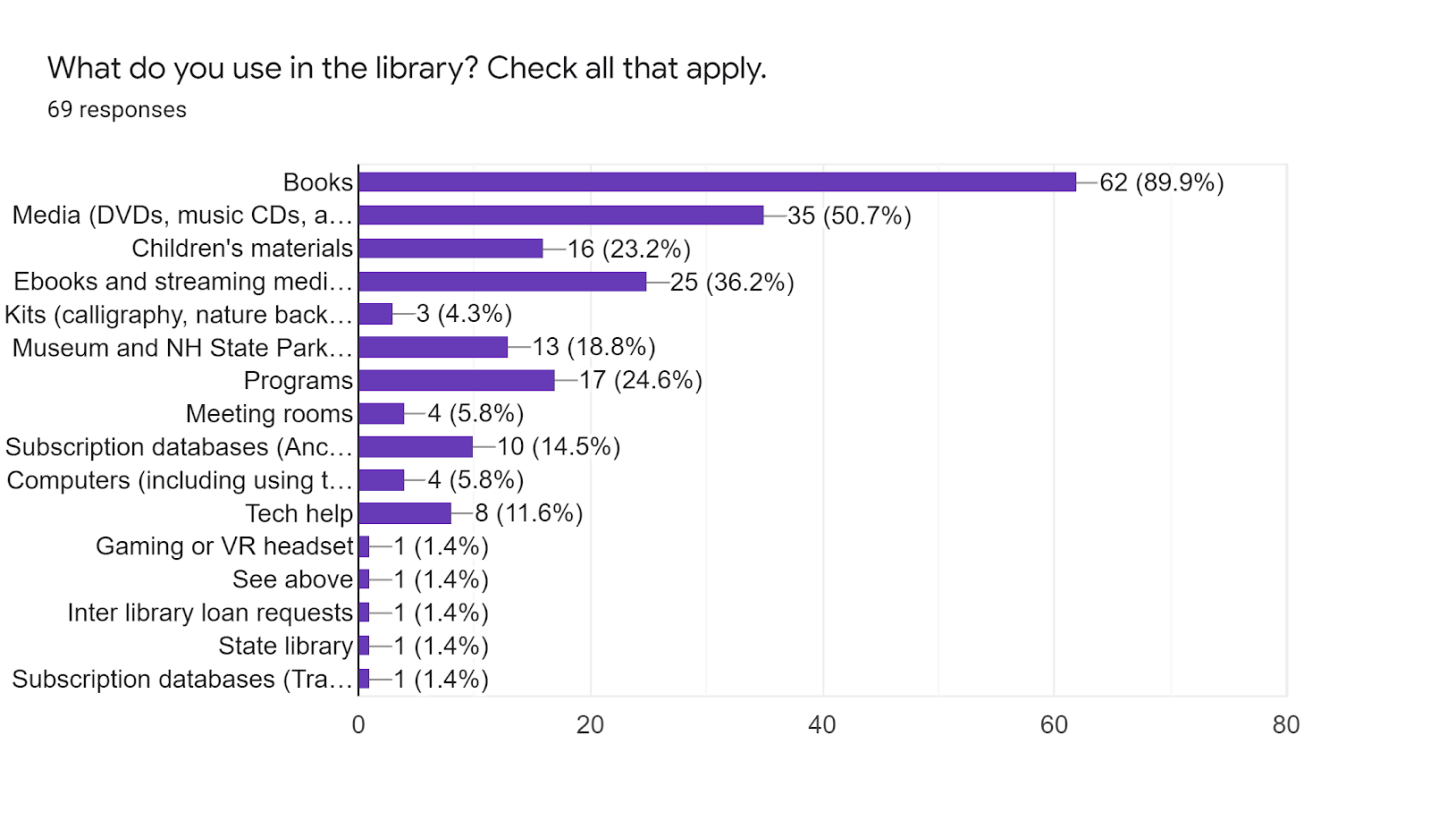 What do you use in the library? Check all that apply.
69 responses
Books 62 (89.9%)
Media (DVDs, music CDs, a... 35 (50.7%)
Children's materials 16 (23.2%)
Ebooks and streaming medi... 25 (36.2%)
Kits (calligraphy, nature back... 3 (4.3%)
Museum and NH State Park... 13 (18.8%)
Programs 17 (24.6%)
Meeting rooms 4 (5.8%)
Subscription databases (Anc... 10 (14.5%)
Computers (including using t... 4 (5.8%)
Tech help 8 (11.6%)
Gaming or VR headset 1 (1.4%)
See above 1 (1.4%)
Inter library loan requests 1 (1.4%)
State library 1 (1.4%)
Subscription databases (Tra... 1 (1.4%)
0 20 40 60 80